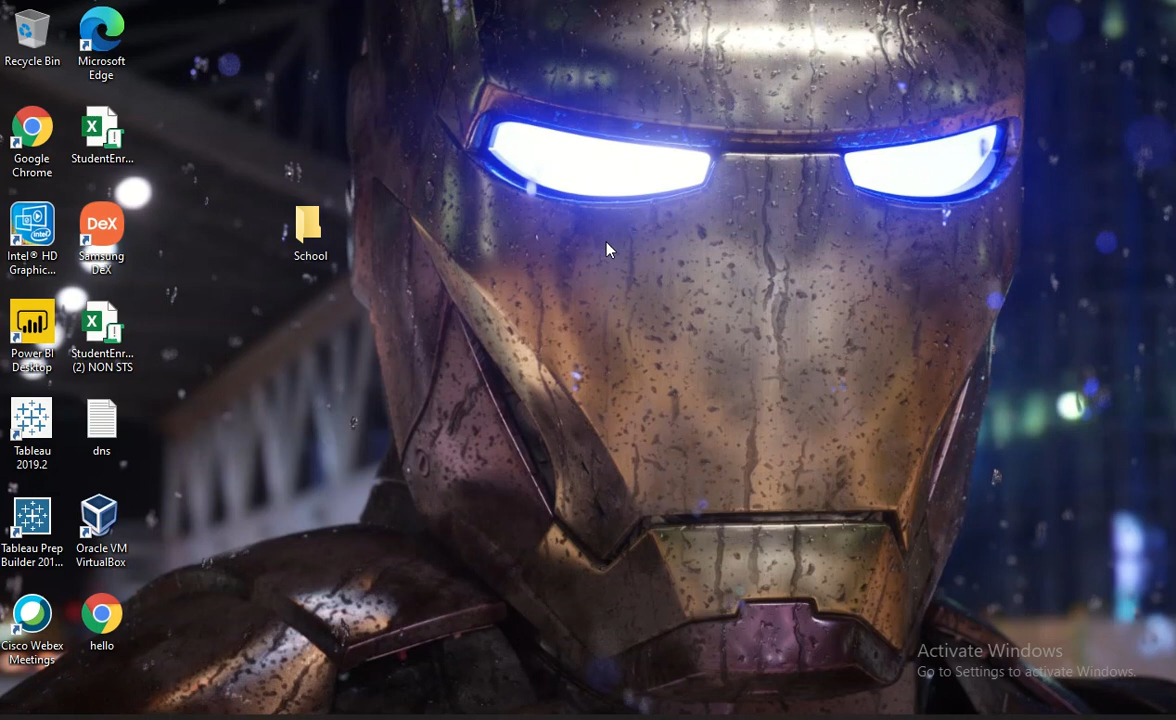 Recycle Bin
Microsoft
Edge
Google
Chrome
StudentEnr...
Intel® HD
Graphic...
Samsung
DeX
DeX
School
Power BI
Desktop
StudentEnr...
(2) NON STS
Tableau
2019.2
dns
Tableau Prep
Builder 201...
Oracle VM
VirtualBox
Cisco Webex
Meetings
hello
Activate Windows
Go to Settings to activate Windows.